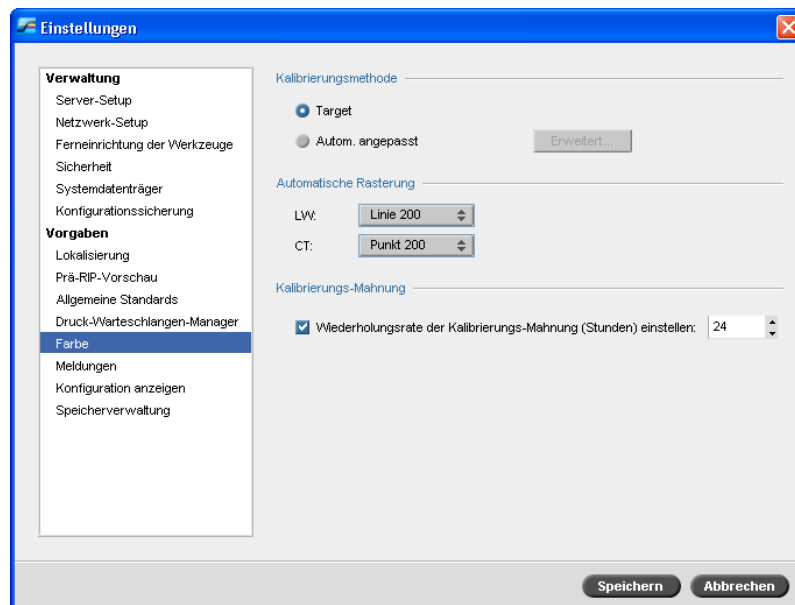 Einstellungen
Verwaltung
Server-Setup
Netzwerk-Setup
Ferneinrichtung der Werkzeuge
Sicherheit
Systemdatenträger
Konfigurationssicherung
Vorgaben
Lokalisierung
Prä-RIP-Vorschau
Allgemeine Standards
Druck-Warteschlangen-Manager
Farbe
Meldungen
Konfiguration anzeigen
Speicherverwaltung
Kalibrierungsmethode
Target
Autom. angepasst
Erweitert...
Automatische Rasterung
LW: Linie 200
CT: Punkt 200
Kalibrierungs-Mahnung
Wiederholungsrate der Kalibrierungs-Mahnung (Stunden) einstellen: 24
Speichern Abbrechen